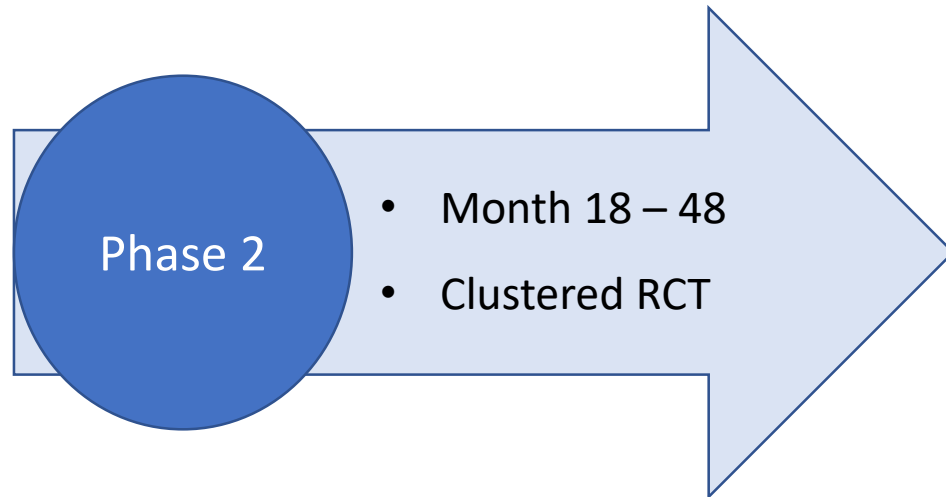 Phase 2
• Month 18 – 48
• Clustered RCT